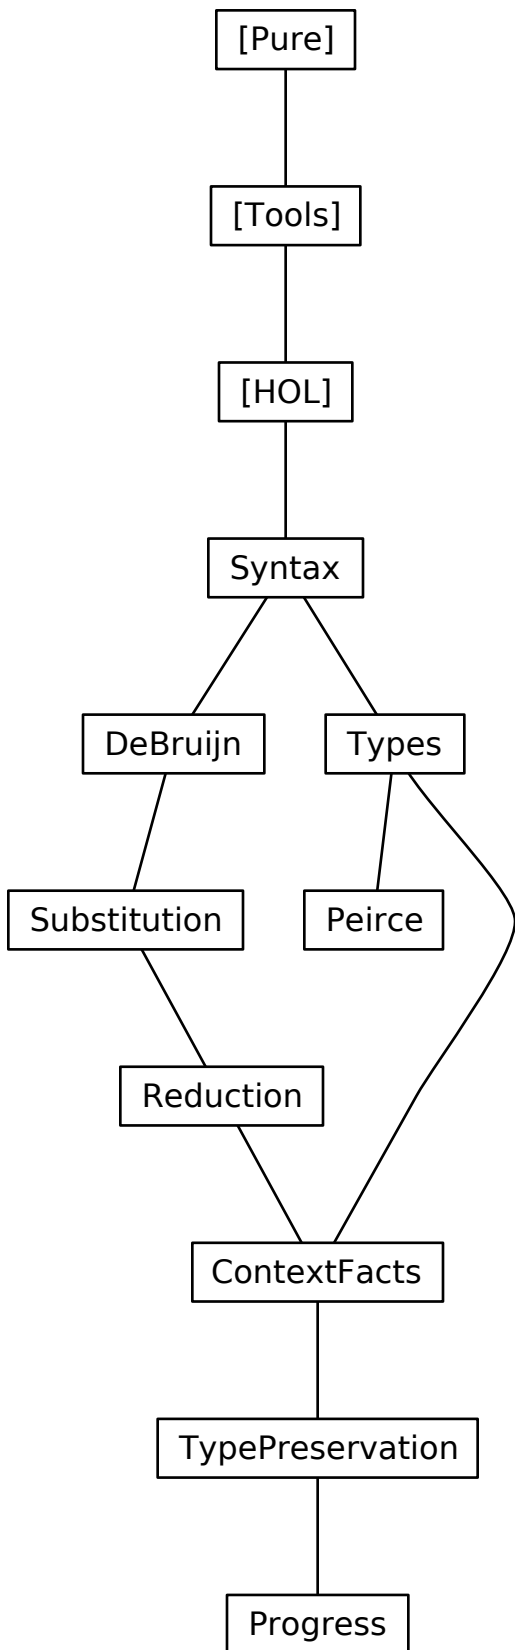 [Pure]
[Tools]
[HOL]
Syntax
DeBruijn
Types
Substitution
Peirce
Reduction
ContextFacts
TypePreservation
Progress